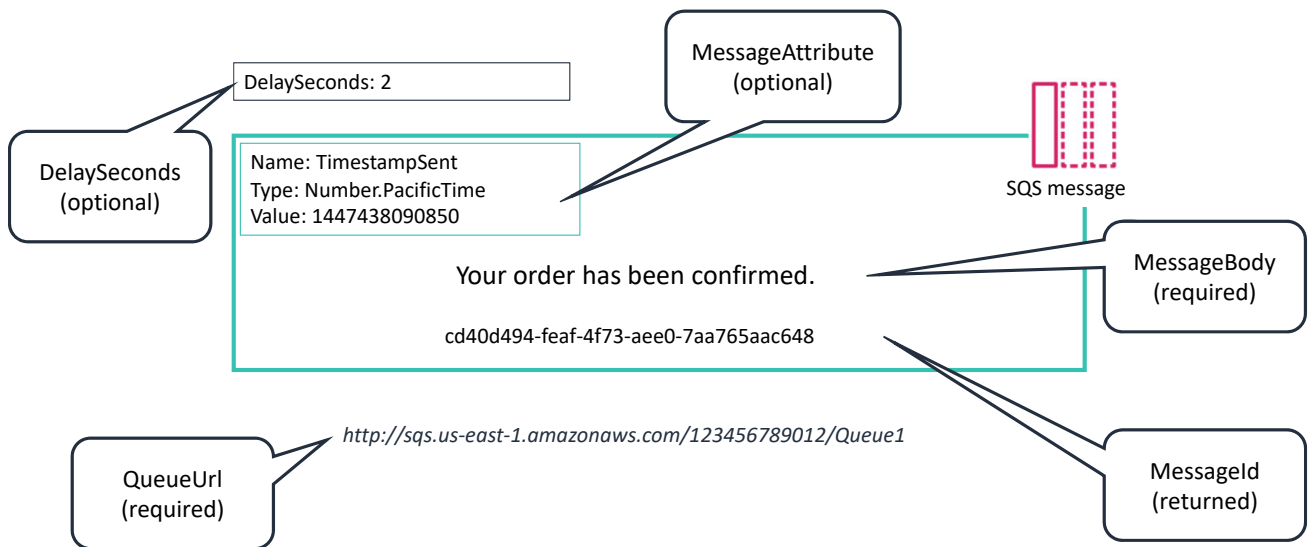 MessageAttribute
(optional)
DelaySeconds: 2
DelaySeconds
(optional)
Name: TimestampSent
Type: Number.PacificTime
Value: 1447438090850
SQS message
Your order has been confirmed.
MessageBody
(required)
cd40d494-feaf-4f73-aee0-7aa765aac648
http://sqs.us-east-1.amazonaws.com/123456789012/Queue1
QueueUrl
(required)
MessageId
(returned)